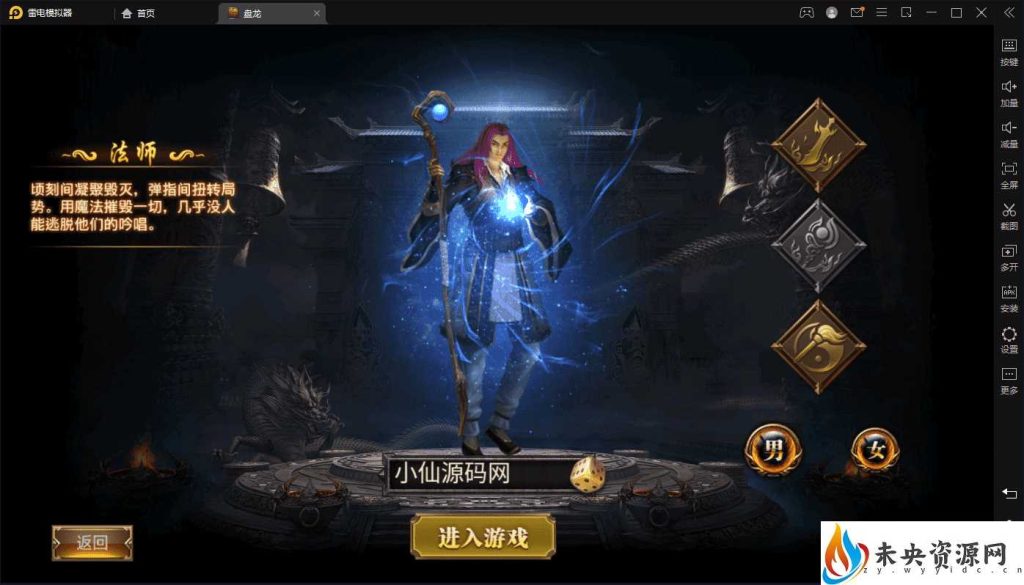 雷电模拟器
首页
盘龙
法师
顷刻间凝聚毁灭，弹指间扭转局
势。用魔法摧毁一切，几乎没人
能逃脱他们的吟唱。
按键
加量
减量
全屏
截图
多开
APK
安装
设置
更多
男
女
小仙源码网
进入游戏
返回
未央资源网
zy.wyyidc.cn